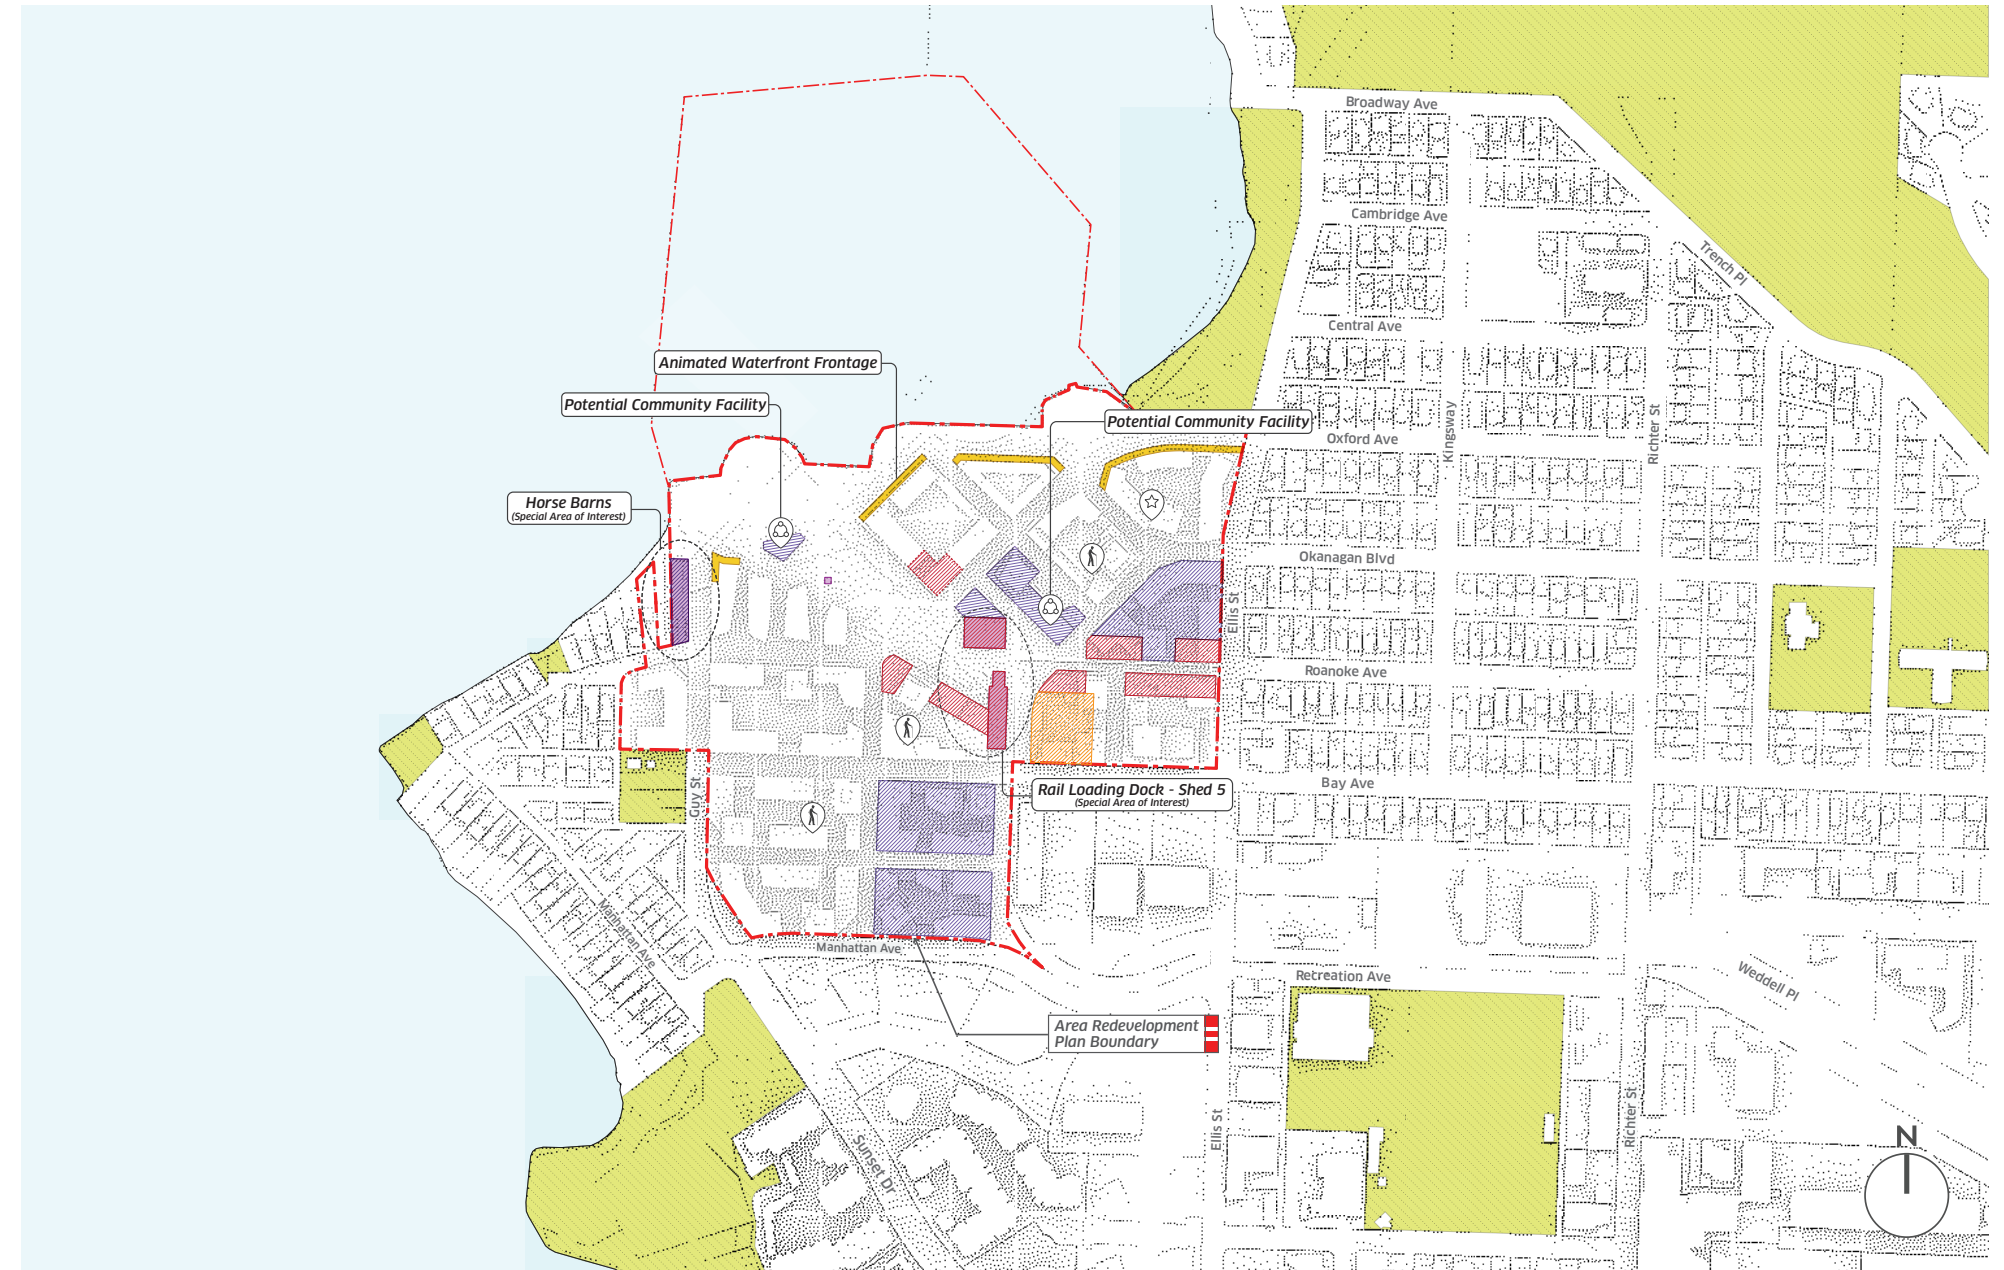 Broadway Ave
Cambridge Ave
Trench Pl
Central Ave
Animated Waterfront Frontage
Potential Community Facility
Potential Community Facility
Oxford Ave
Kingsway
Richter St
Horse Barns
(Special Area of Interest)
Okanagan Blvd
Ellis St
Roanoke Ave
Guy St
Rail Loading Dock - Shed 5
(Special Area of Interest)
Bay Ave
Manhattan Ave
Manhattan Ave
Recreation Ave
Weddell Pl
Area Redevelopment
Plan Boundary
Sunset Dr
Ellis St
Richter St
N